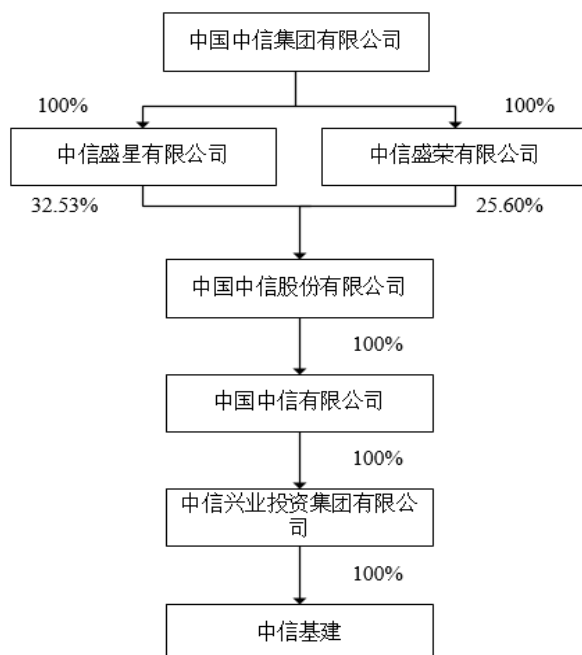 中国中信集团有限公司
100%
100%
中信盛星有限公司
中信盛荣有限公司
32.53%
25.60%
中国中信股份有限公司
100%
中国中信有限公司
100%
中信兴业投资集团有限公
司
100%
中信基建